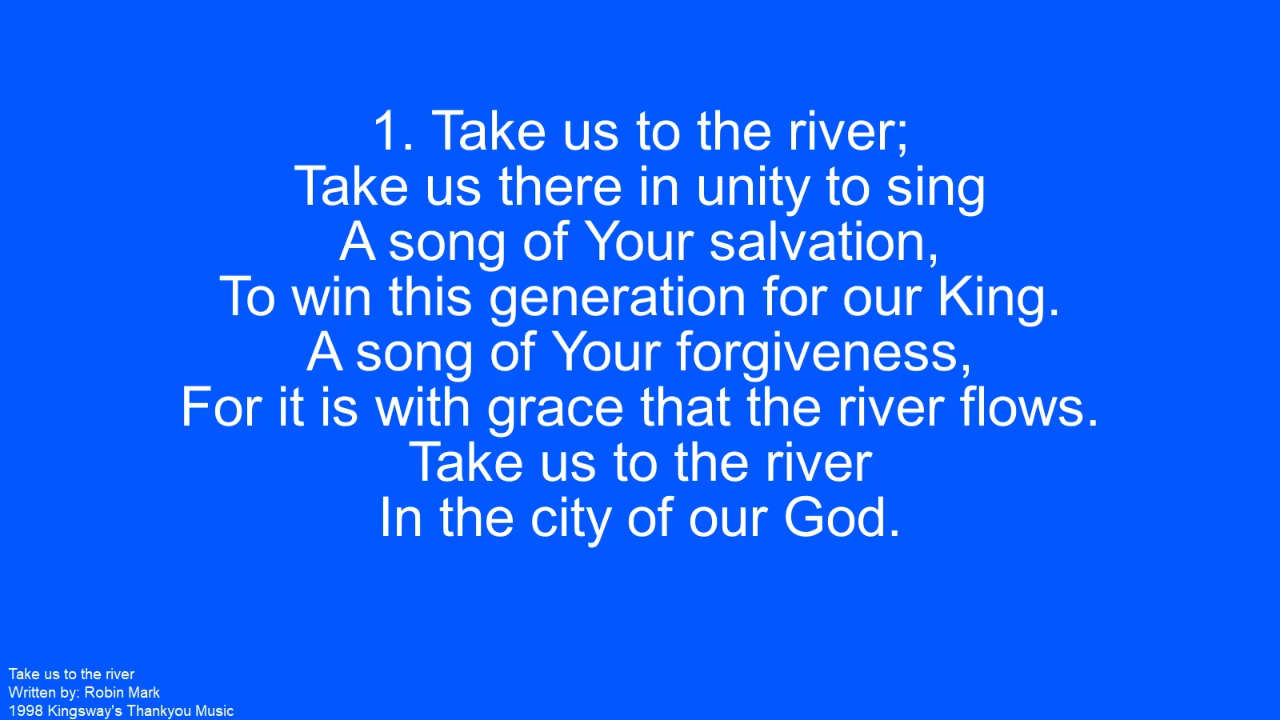 1. Take us to the river;
Take us there in unity to sing
A song of Your salvation,
To win this generation for our King.
A song of Your forgiveness,
For it is with grace that the river flows.
Take us to the river
In the city of our God.
Take us to the river
Written by: Robin Mark
1998 Kingsway's Thankyou Music